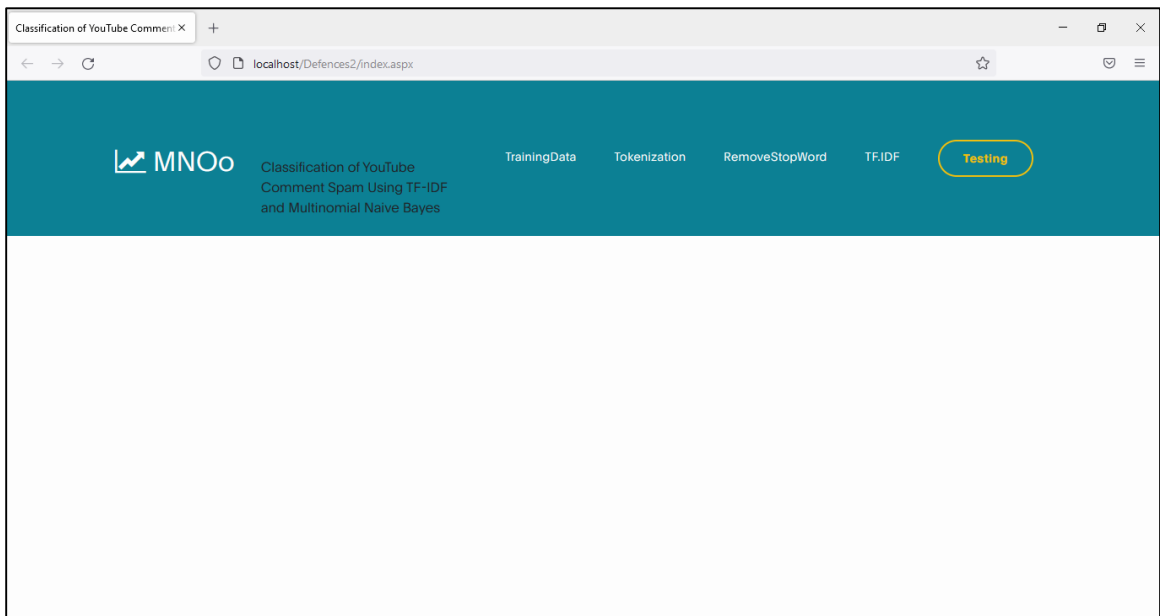 Classification of YouTube Comment
localhost/Defences2/index.aspx
MNOo
Classification of YouTube
Comment Spam Using TF-IDF
and Multinomial Naive Bayes
TrainingData
Tokenization
RemoveStopWord
TF.IDF
Testing